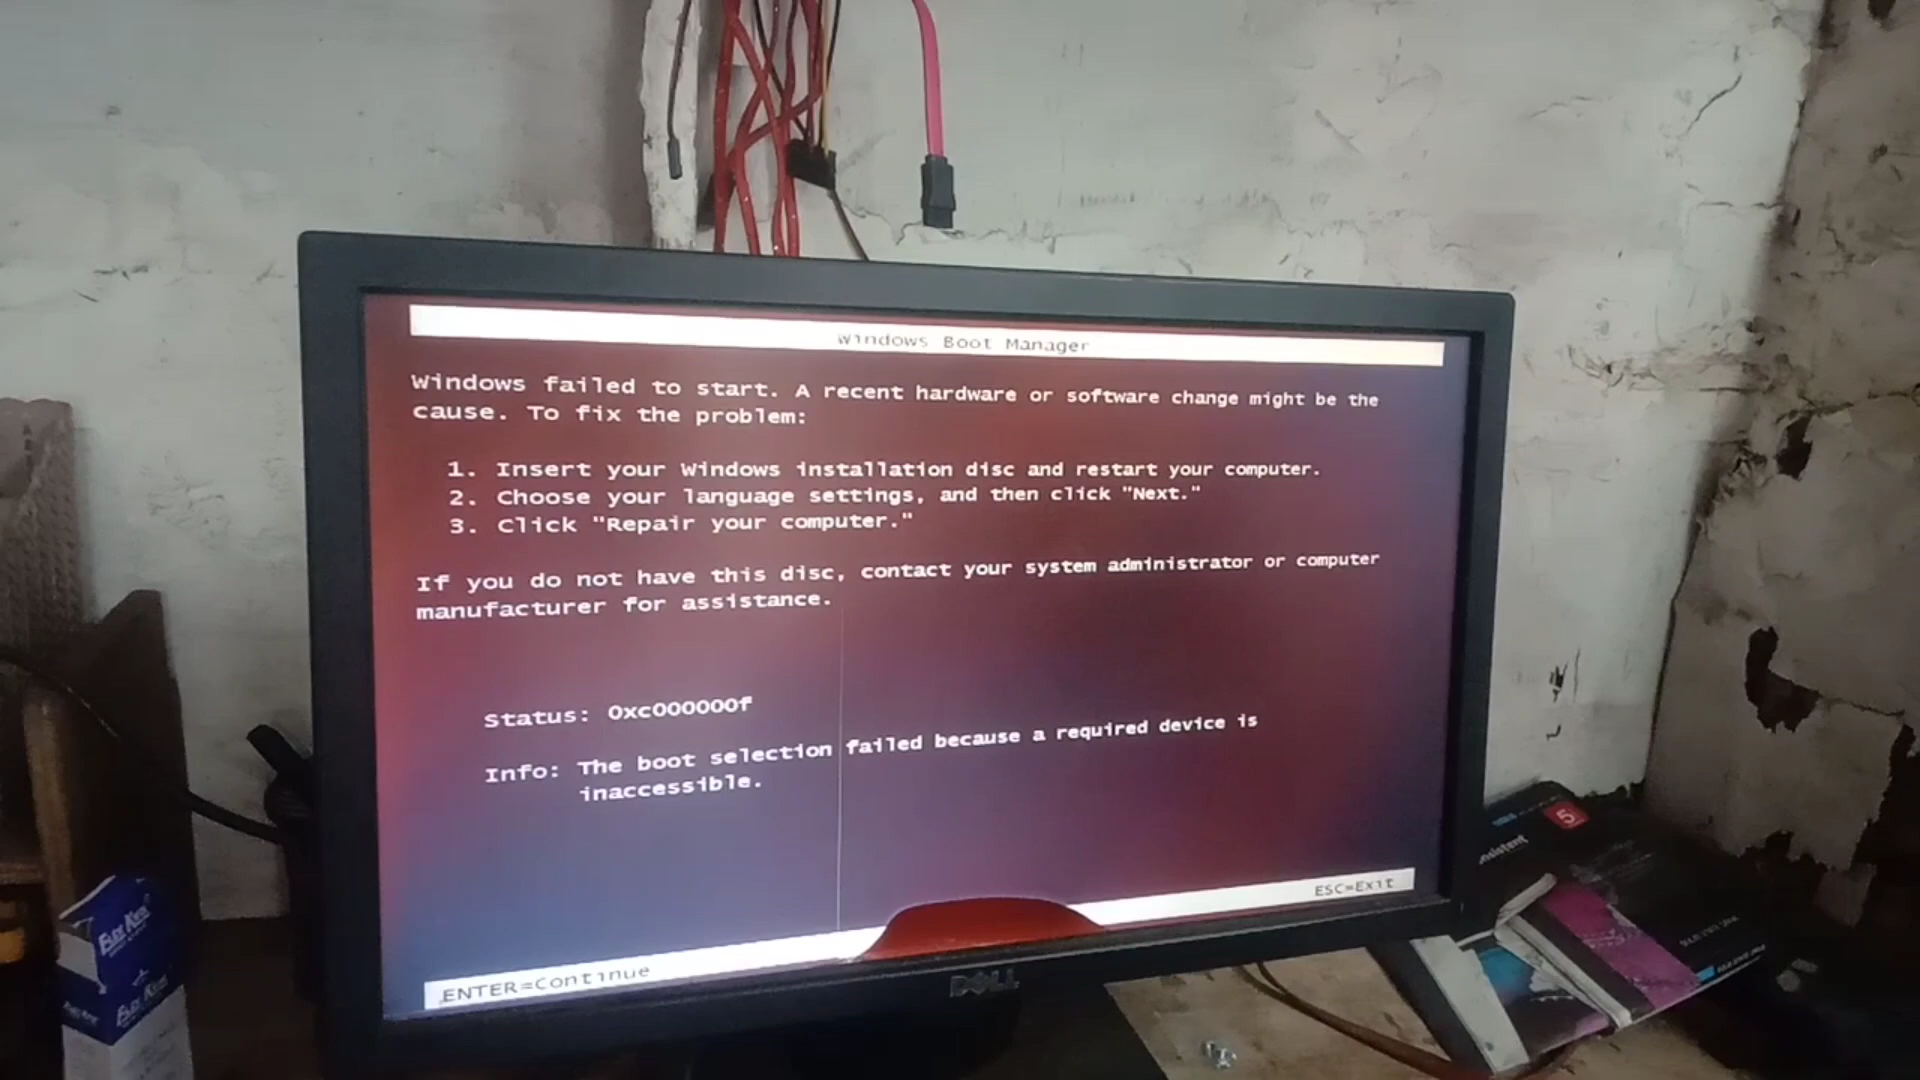 Windows Boot Manager
Windows failed to start. A recent hardware or software change might be the
cause. To fix the problem:
1. Insert your Windows installation disc and restart your computer.
2. Choose your language settings, and then click "Next."
3. Click "Repair your computer."
If you do not have this disc, contact your system administrator or computer
manufacturer for assistance.
Status: 0xc000000f
Info: The boot selection failed because a required device is
inaccessible.
ENTER=Continue
ESC=Exit
DELL
5